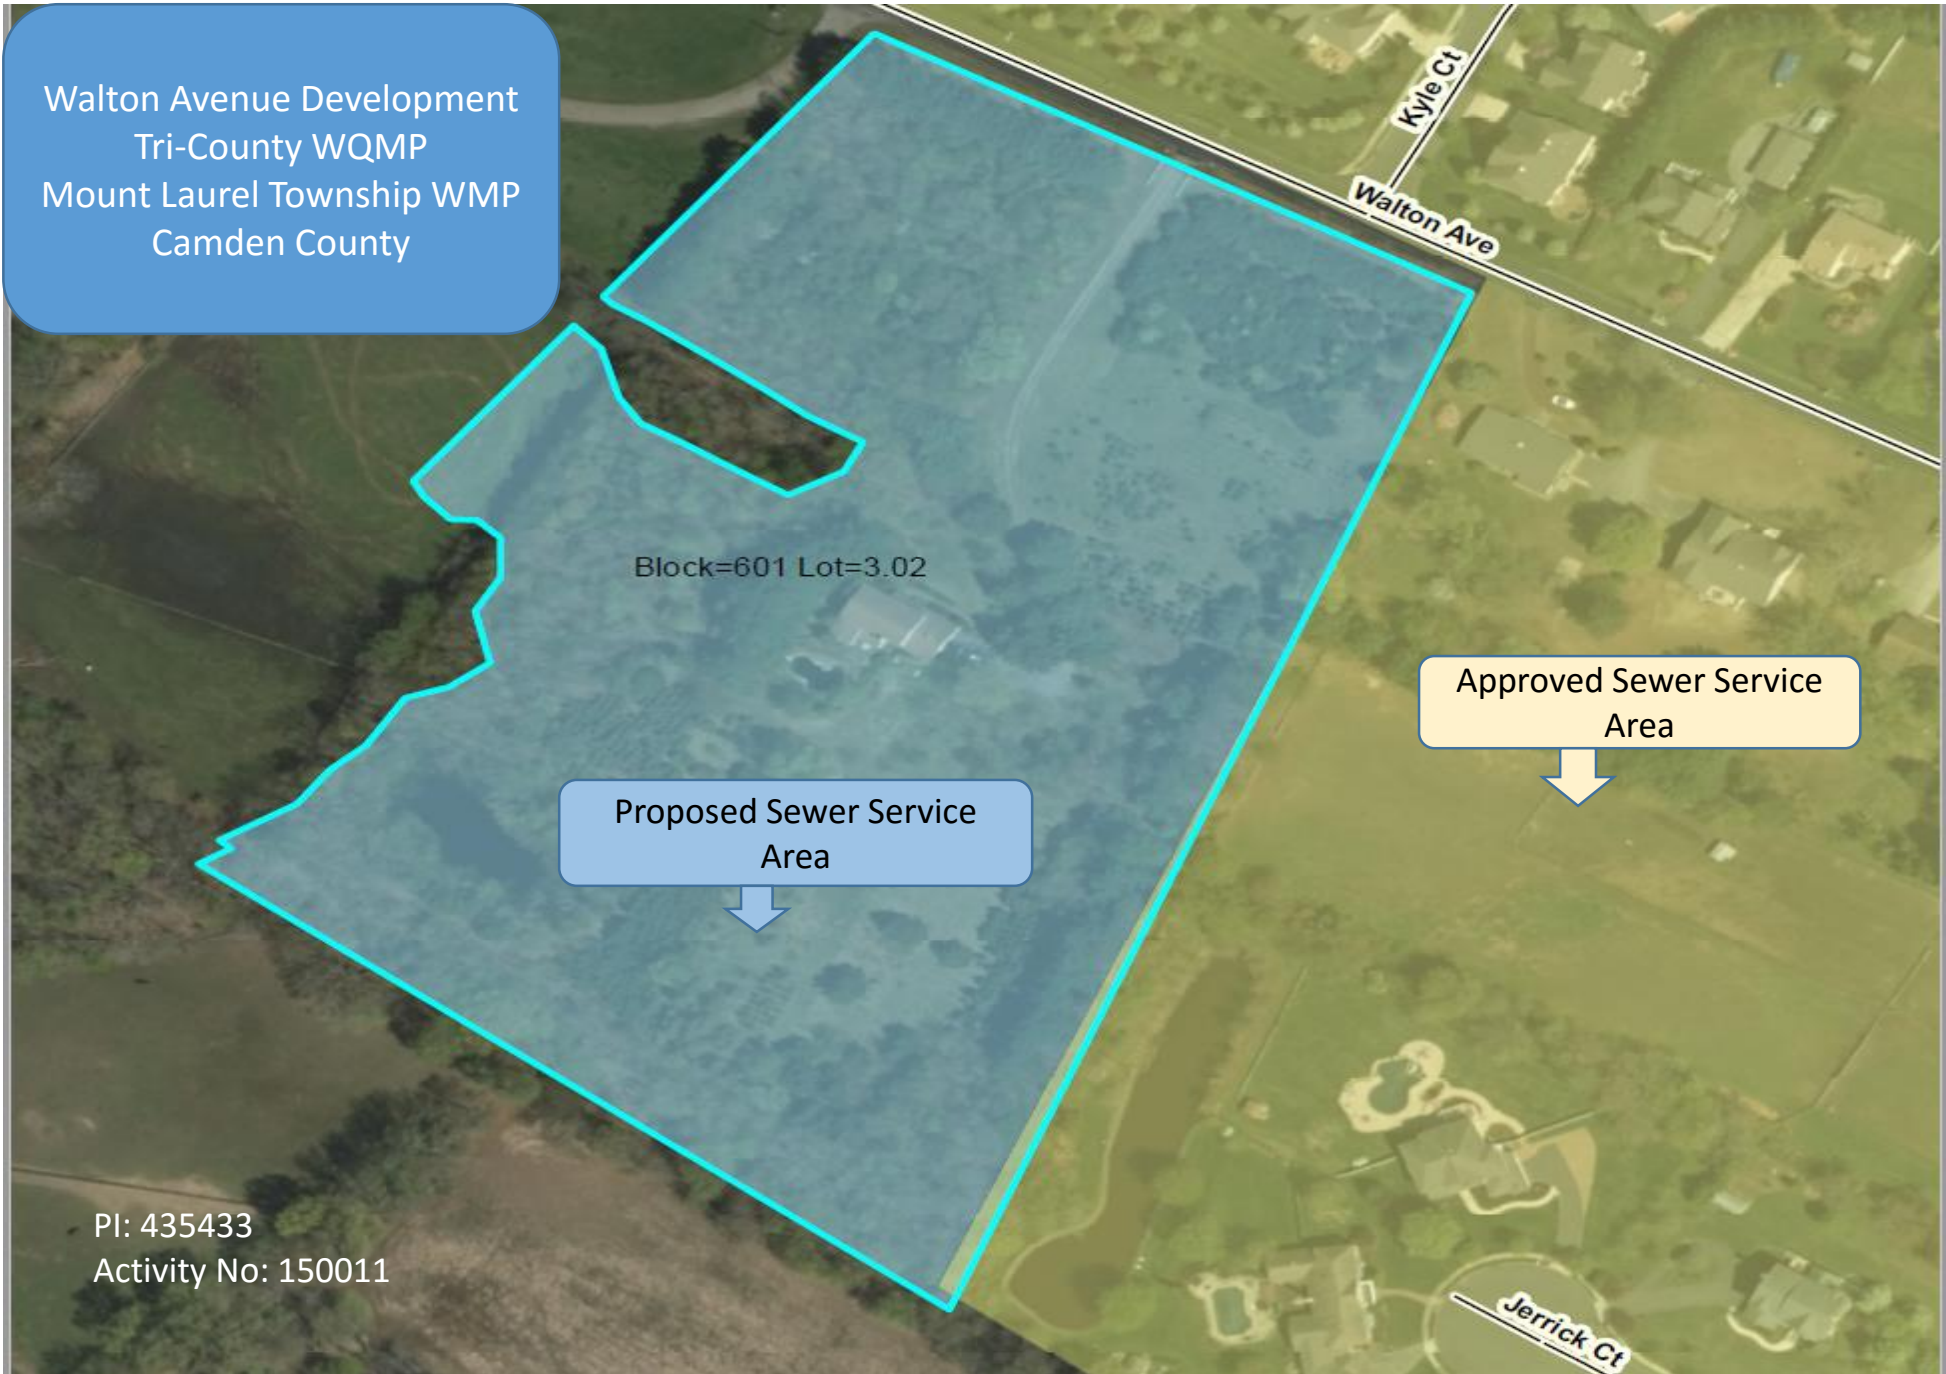 Walton Avenue Development
Tri-County WQMP
Mount Laurel Township WMP
Camden County
Kyle Ct
Walton Ave
Block=601 Lot=3.02
Approved Sewer Service
Area
Proposed Sewer Service
Area
PI: 435433
Activity No: 150011
Jerrick Ct